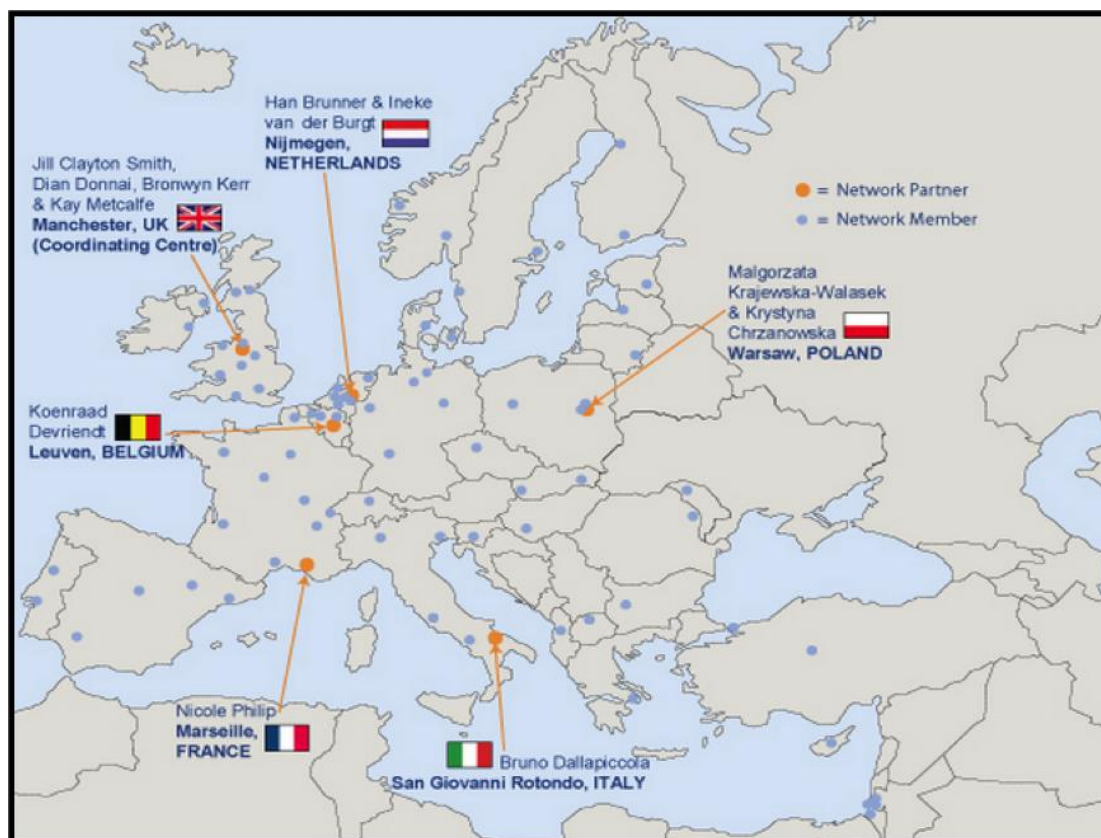 Han Brunner & Ineke
van der Burgt
Nijmegen,
NETHERLANDS
Jill Clayton Smith,
Dian Donnai, Bronwyn Kerr
& Kay Metcalfe
Manchester, UK
(Coordinating Centre)
= Network Partner
= Network Member
Malgorzata
Krajewska-Walasek
& Krystyna
Chrzanowska
Warsaw, POLAND
Koenraad
Devriendt
Leuven, BELGIUM
Nicole Philip
Marseille,
FRANCE
Bruno Dallapiccola
San Giovanni Rotondo, ITALY